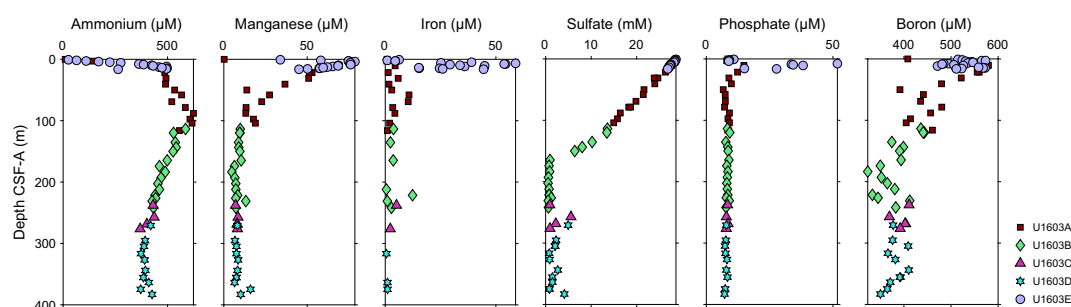 Ammonium (μM) Manganese (μM) Iron (μM) Sulfate (mM) Phosphate (μM) Boron (μM)
0 500 0 50 0 50 0 10 20 0 50 400 500 600
0
100
200
300
400
Depth CSF-A (m)
U1603A
U1603B
U1603C
U1603D
U1603E